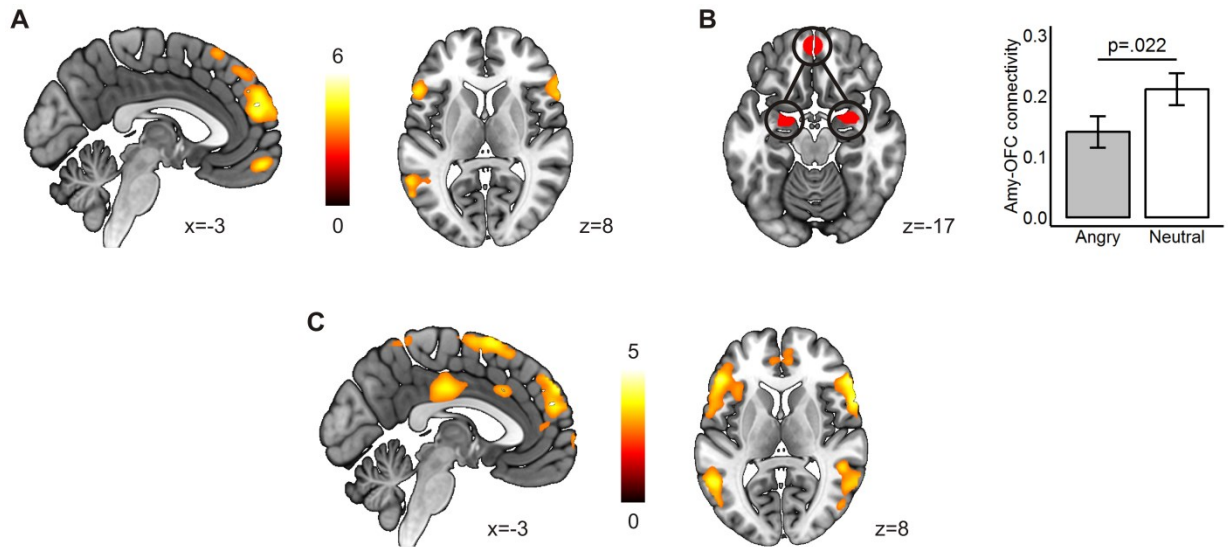 A
6
0
x=-3
z=8
B
z=-17
Amy-OFC connectivity
0.3
0.2
0.1
0.0
p=.022
Angry Neutral
C
5
0
x=-3
z=8